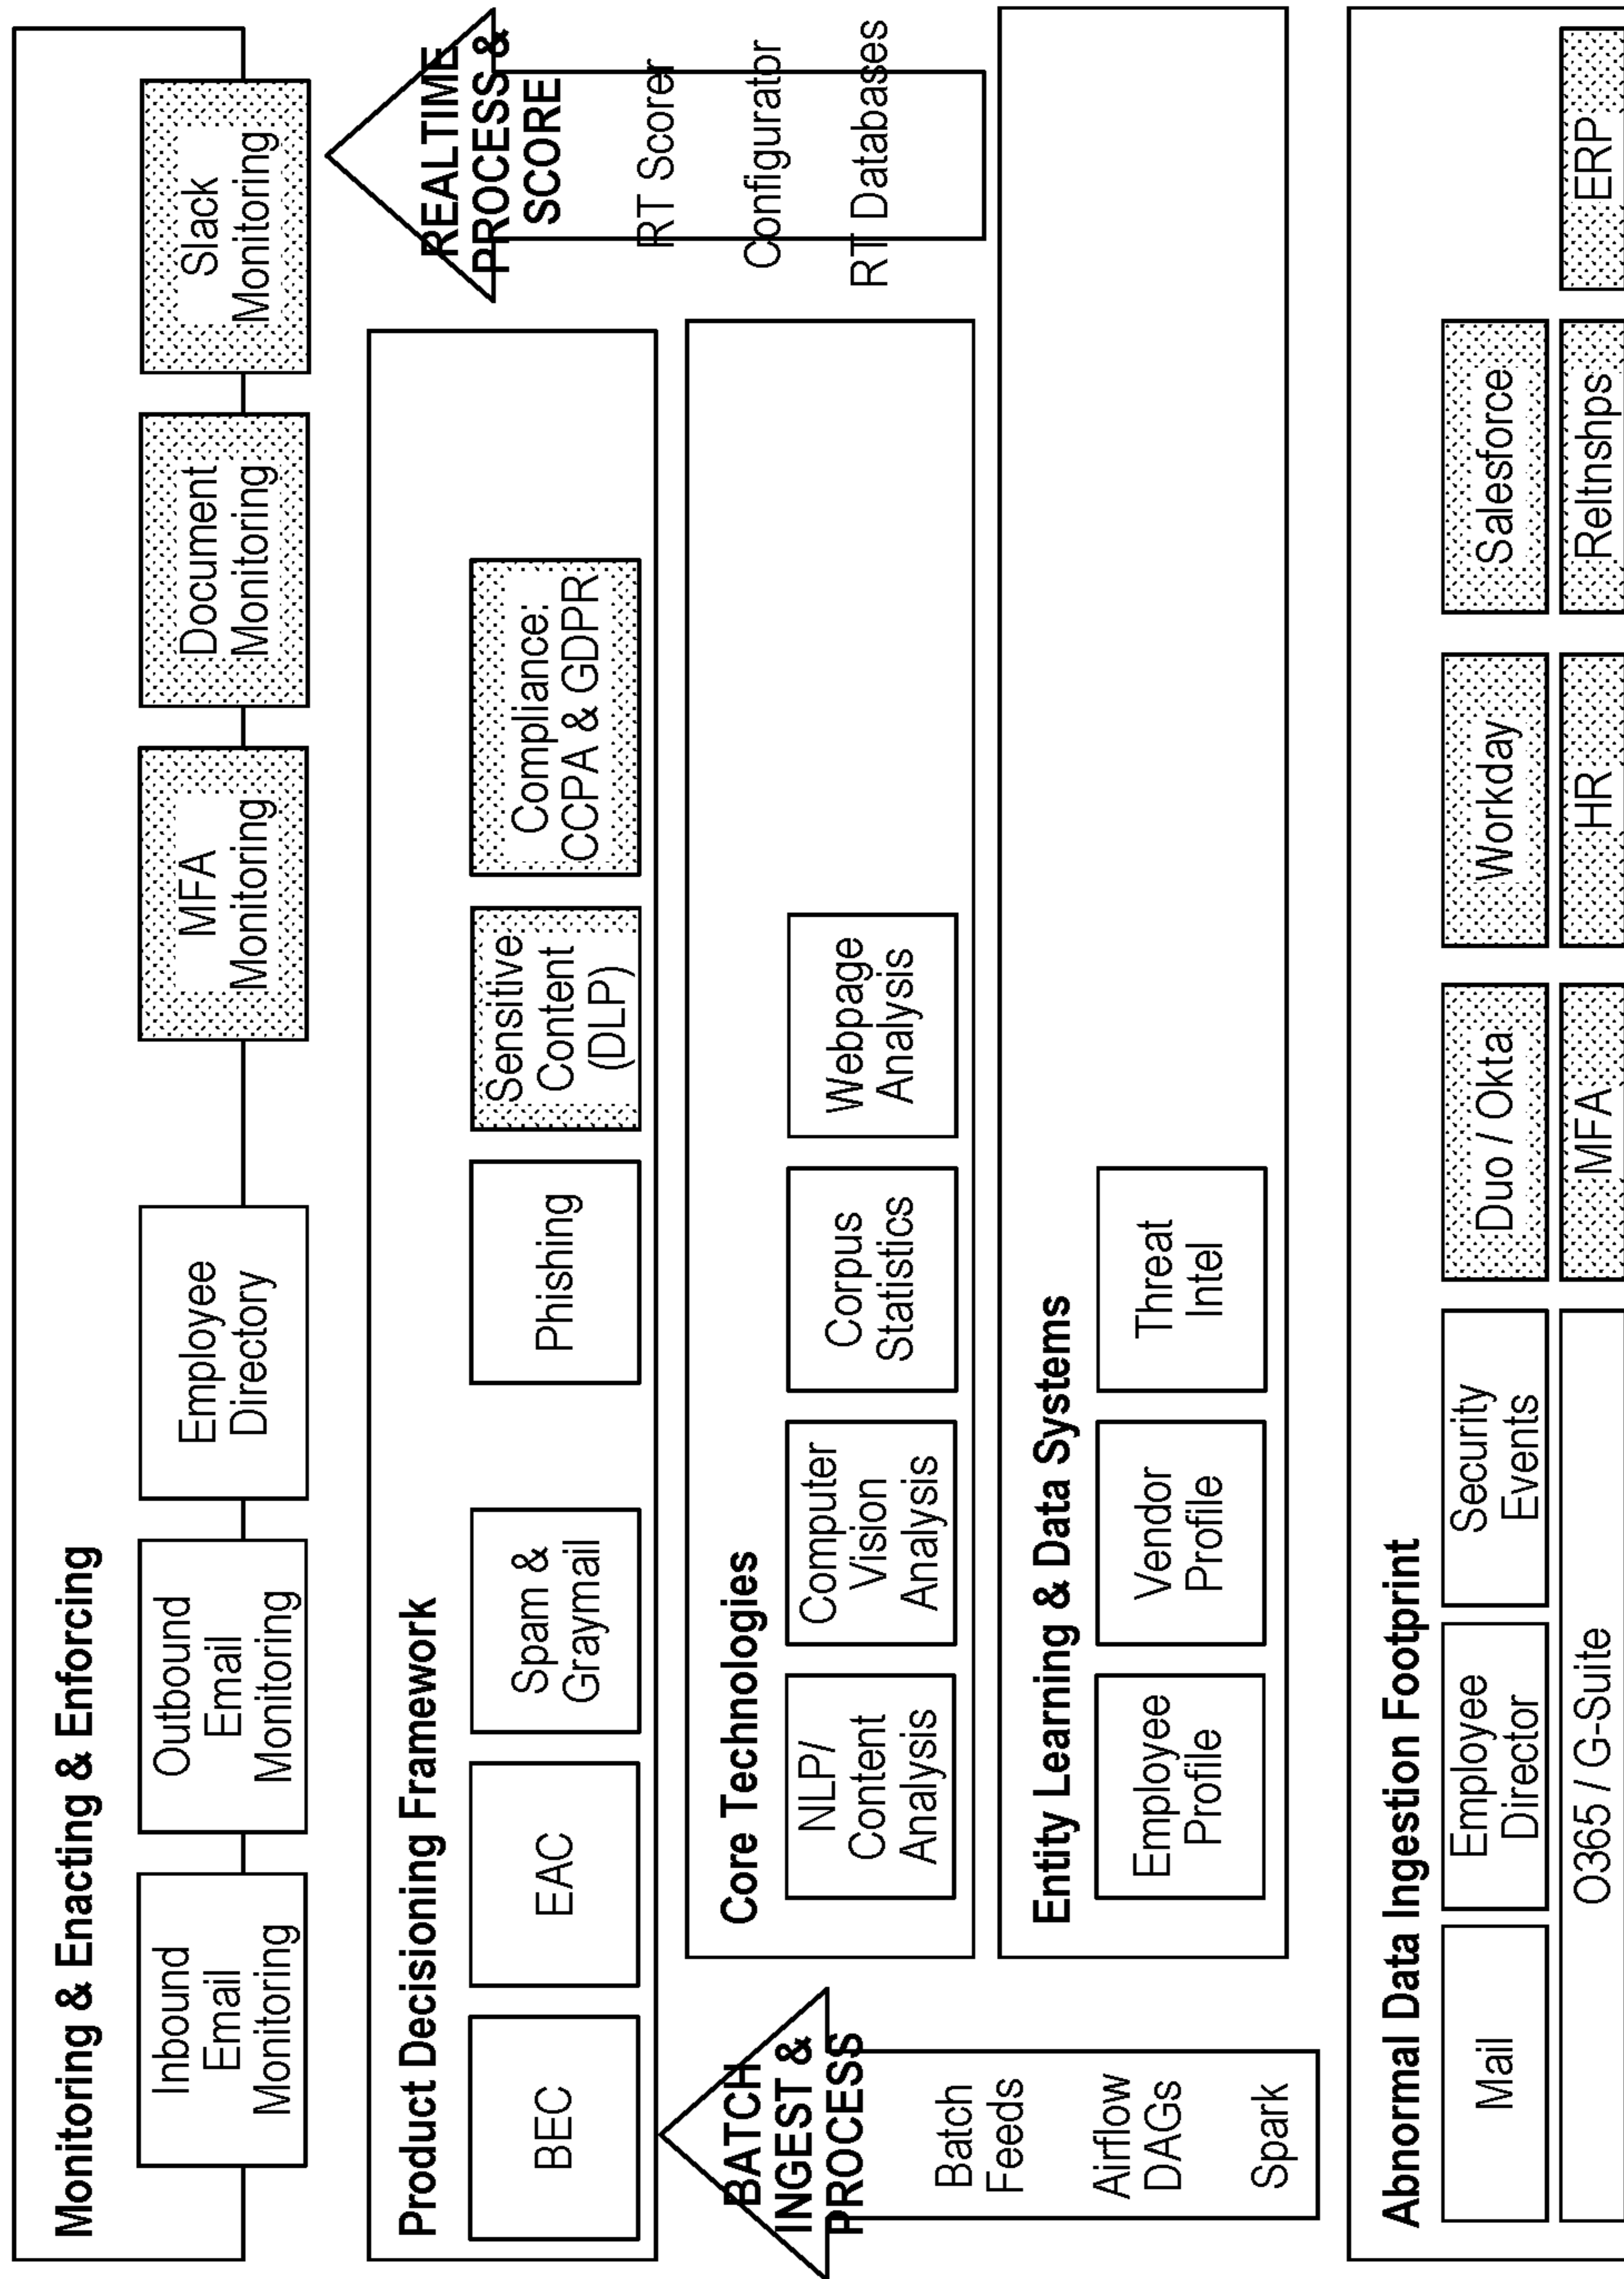 Monitoring & Enacting & Enforcing
Inbound
Email
Monitoring
Outbound
Email
Monitoring
Employee
Directory
MFA
Monitoring
Document
Monitoring
Slack
Monitoring
Product Decisioning Framework
BEC
EAC
Spam &
Graymail
Phishing
Sensitive
Content
(DLP)
Compliance:
CCPA & GDPR
REALTIME
PROCESS &
SCORE
RT Scorer
Configurator
RT Databases
BATCH
INGEST &
PROCESS
Batch
Feeds
Airflow
DAGs
Spark
Core Technologies
NLP/
Content
Analysis
Computer
Vision
Analysis
Corpus
Statistics
Webpage
Analysis
Entity Learning & Data Systems
Employee
Profile
Vendor
Profile
Threat
Intel
Abnormal Data Ingestion Footprint
Mail
Employee
Director
Security
Events
Duo / Okta
Workday
Salesforce
O365 / G-Suite
MFA
HR
Reltnshps
ERP